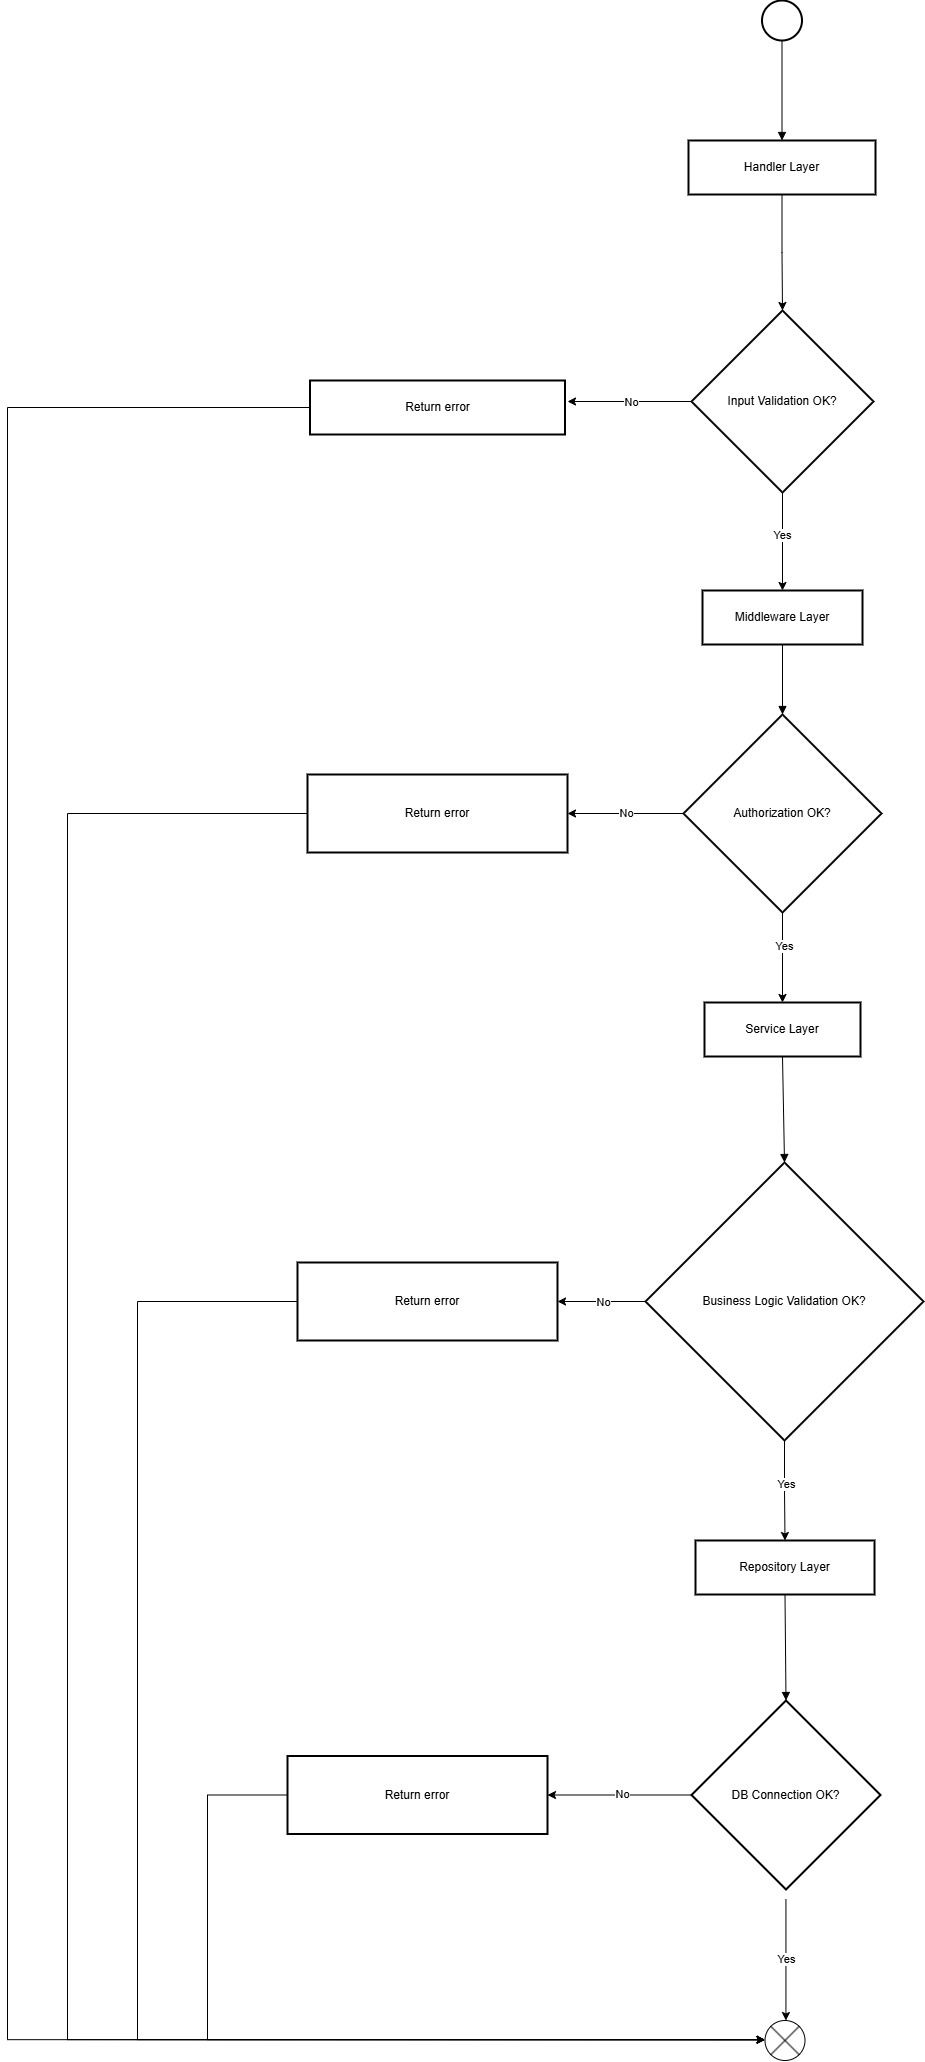 Handler Layer
Input Validation OK?
No
Return error
Yes
Middleware Layer
Authorization OK?
No
Return error
Yes
Service Layer
Business Logic Validation OK?
No
Return error
Yes
Repository Layer
DB Connection OK?
No
Return error
Yes